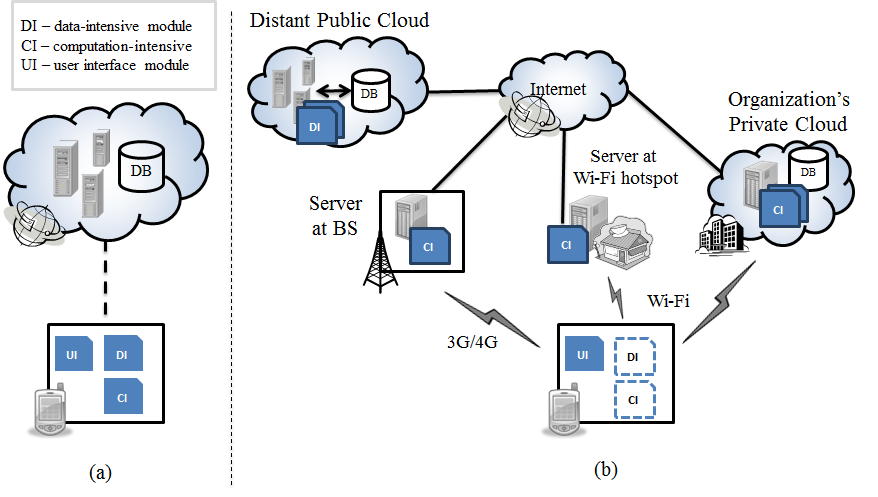 DI – data-intensive module
CI – computation-intensive
UI – user interface module
DB
UI
DI
CI
(a)
Distant Public Cloud
DB
DI
Internet
Organization's
Private Cloud
DB
CI
Server at
Wi-Fi hotspot
CI
Server
at BS
CI
3G/4G
Wi-Fi
UI
DI
CI
(b)